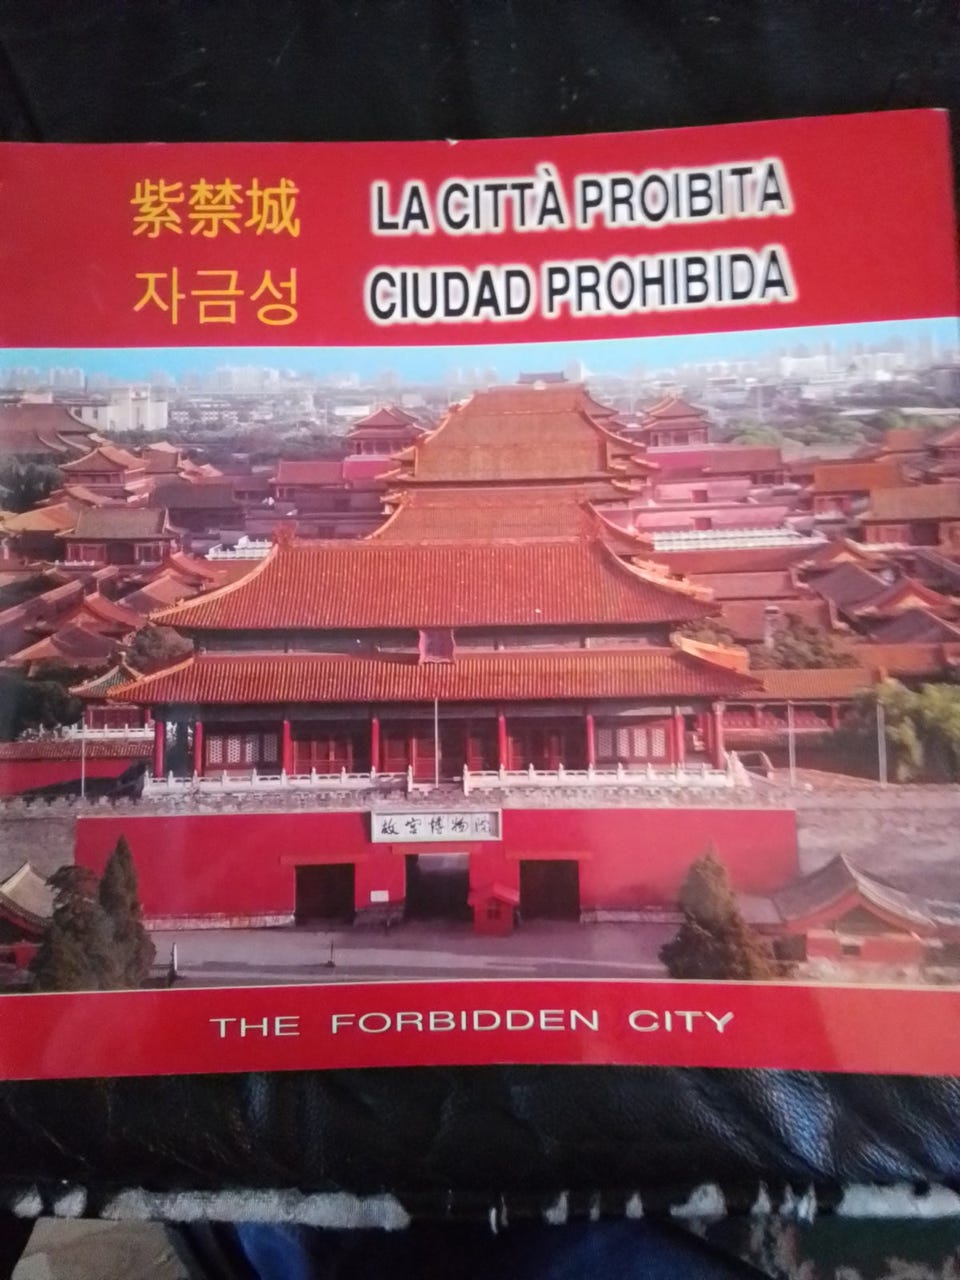 紫禁城
자금성
LA CITTÀ PROIBITA
CIUDAD PROHIBIDA
故宫博物院
THE FORBIDDEN CITY